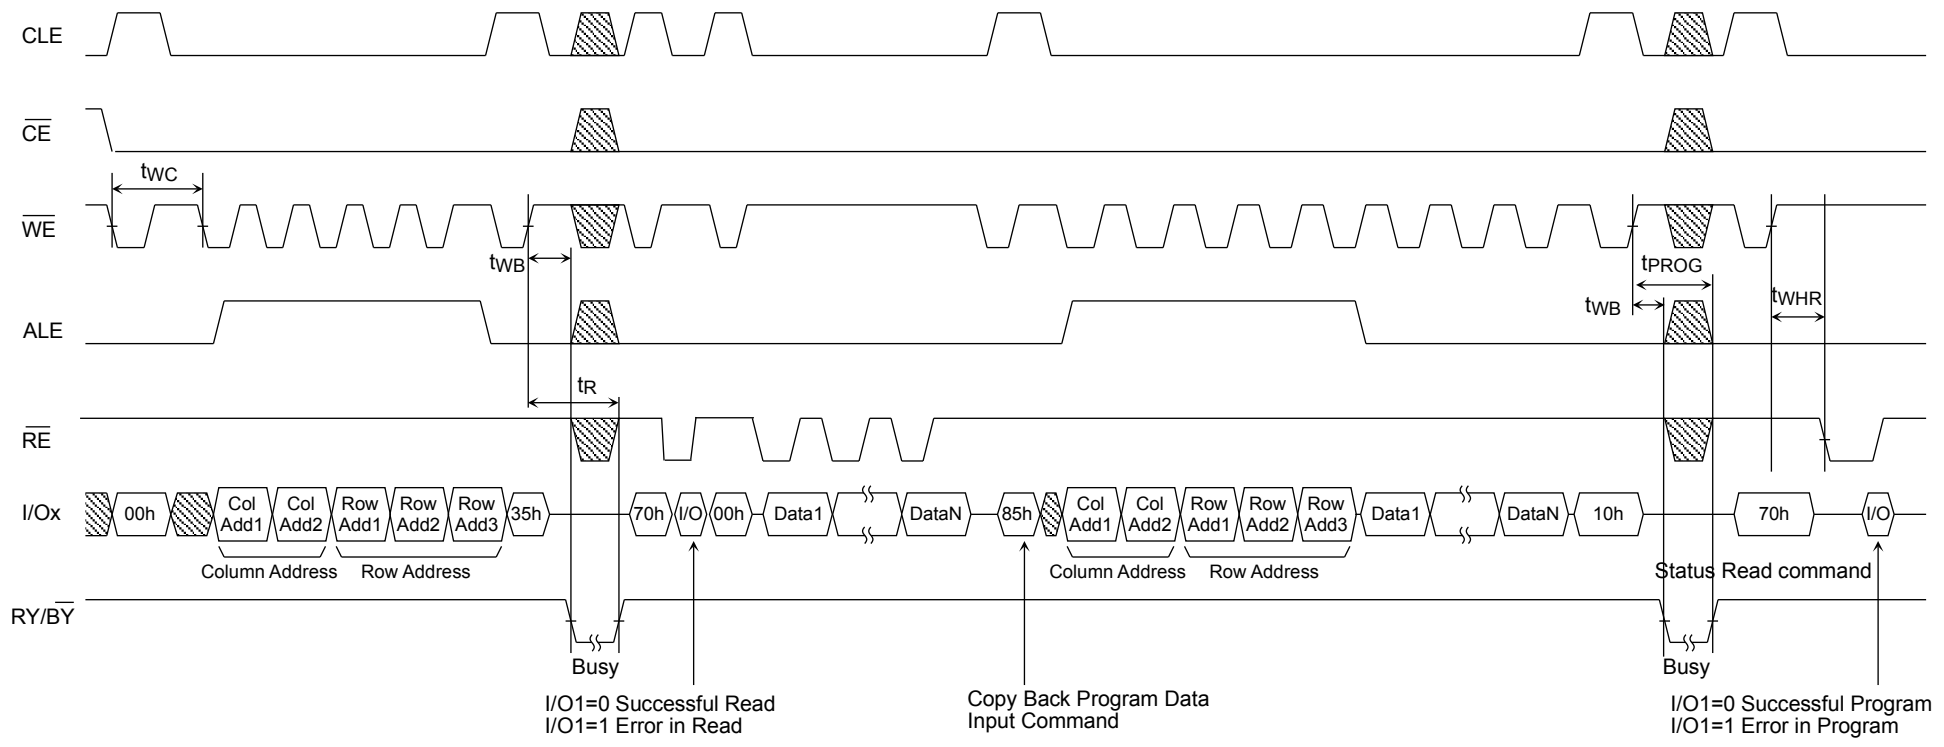 CLE
CE
tWC
WE
tWB
tPROG
tWB
tWHR
ALE
tR
RE
I/Ox
00h
Col Add1
Col Add2
Row Add1
Row Add2
Row Add3
35h
70h
I/O
00h
Data1
DataN
85h
Col Add1
Col Add2
Row Add1
Row Add2
Row Add3
Data1
DataN
10h
70h
I/O
Column Address
Row Address
Column Address
Row Address
Status Read command
RY/BY
Busy
Busy
I/O1=0 Successful Read
I/O1=1 Error in Read
Copy Back Program Data
Input Command
I/O1=0 Successful Program
I/O1=1 Error in Program